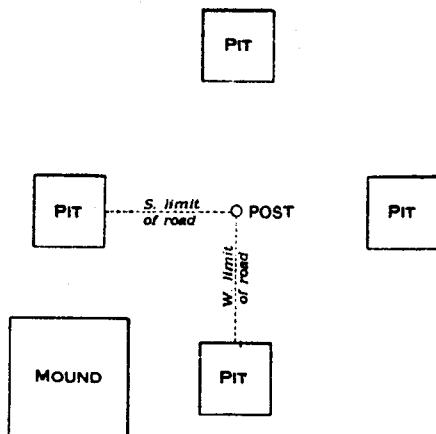 PIT
S. limit
of road
PIT
POST
PIT
W. limit
of road
MOUND
PIT